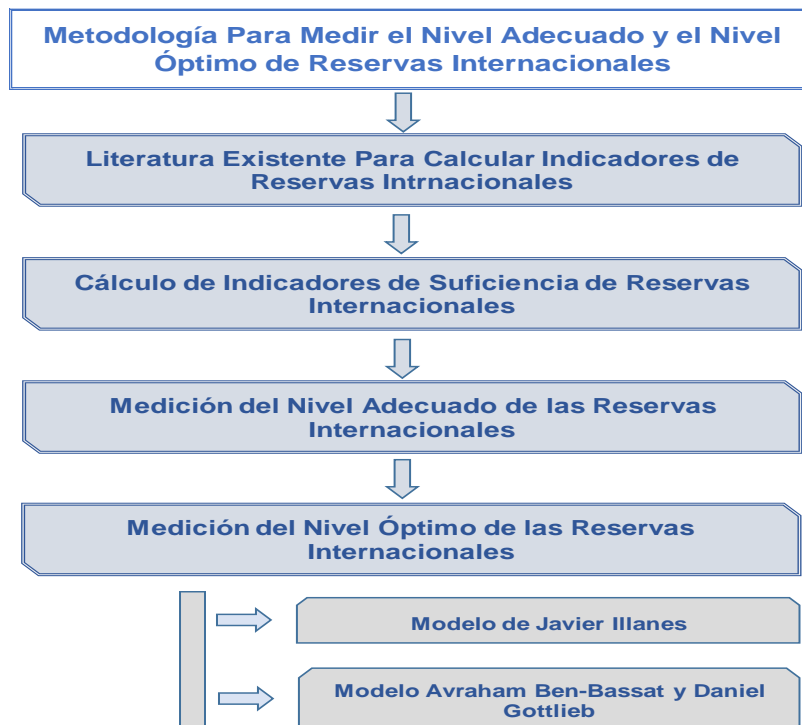 Metodología Para Medir el Nivel Adecuado y el Nivel
Óptimo de Reservas Internacionales
Literatura Existente Para Calcular Indicadores de
Reservas Intrnacionales
Cálculo de Indicadores de Suficiencia de Reservas
Internacionales
Medición del Nivel Adecuado de las Reservas
Internacionales
Medición del Nivel Óptimo de las Reservas
Internacionales
Modelo de Javier Illanes
Modelo Avraham Ben-Bassat y Daniel
Gottlieb